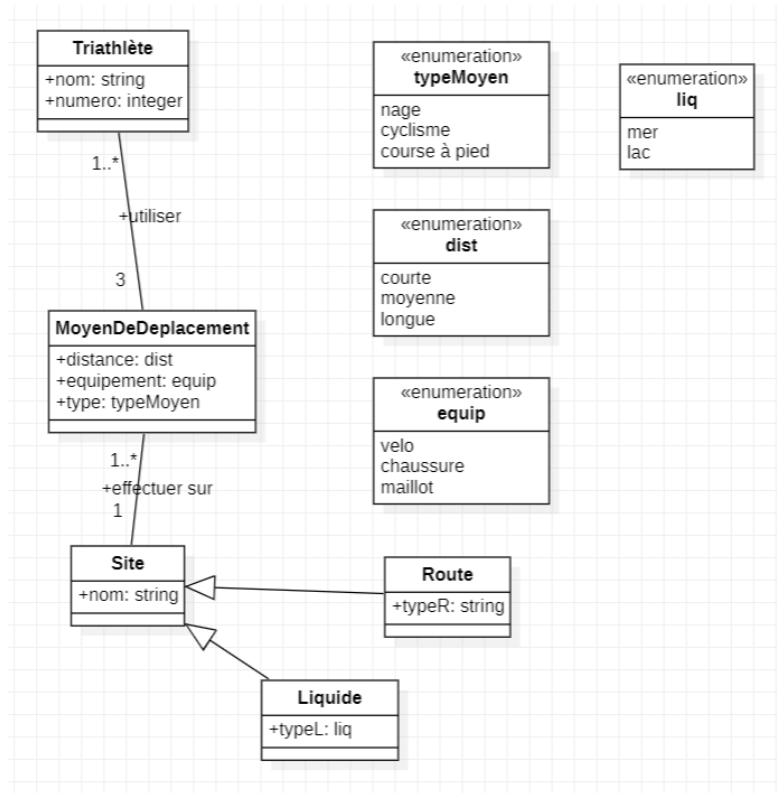 Triathlète
+nom: string
+numero: integer
1..*
+utiliser
3
MoyenDeDeplacement
+distance: dist
+equipement: equip
+type: typeMoyen
1..*
+effectuer sur
1
Site
+nom: string
Route
+typeR: string
Liquide
+typeL: liq
«enumeration»
typeMoyen
nage
cyclisme
course à pied
«enumeration»
dist
courte
moyenne
longue
«enumeration»
equip
velo
chaussure
maillot
«enumeration»
liq
mer
lac